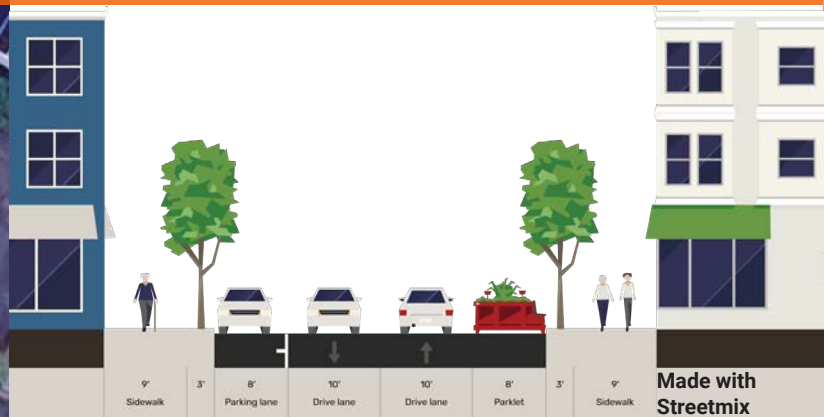 9' 3' 8' 10' 10' 8' 3' 9'
Sidewalk Parking lane Drive lane Drive lane Parklet Sidewalk
Made with
Streetmix